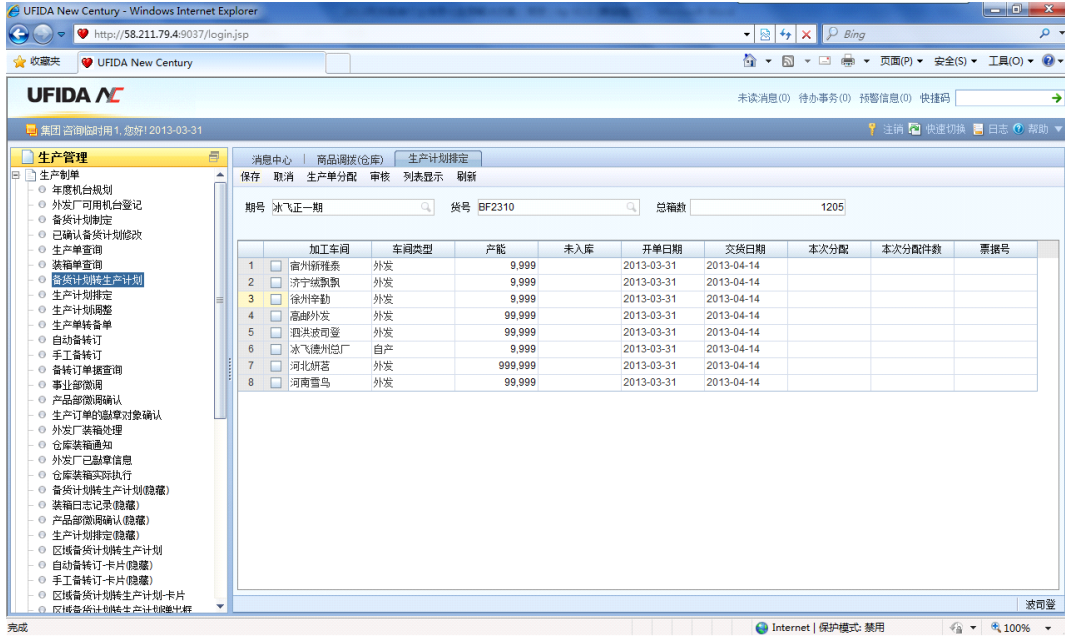 UFIDA New Century - Windows Internet Explorer
http://58.211.79.4:9037/login.jsp
Bing
收藏夹 UFIDA New Century 页面(P) 安全(S) 工具(O)
UFIDA NC 未读消息(0) 待办事务(0) 预警信息(0) 快捷码
集团 咨询临时用1, 您好! 2013-03-31 注销 快速切换 日志 帮助
生产管理
生产制单
年度机台规划
外发厂可用机台登记
备货计划制定
已确认备货计划修改
生产单查询
装箱单查询
备货计划转生产计划
生产计划排定
生产计划调整
生产单转备单
自动备转订
手工备转订
备转订单据查询
事业部微调
产品部微调确认
生产订单的敲章对象确认
外发厂装箱处理
仓库装箱通知
外发厂已敲章信息
仓库装箱实际执行
备货计划转生产计划(隐藏)
装箱日志记录(隐藏)
产品部微调确认(隐藏)
生产计划排定(隐藏)
区域备货计划转生产计划
自动备转订-卡片(隐藏)
手工备转订-卡片(隐藏)
区域备货计划转生产计划-卡片
区域备货计划转生产计划弹出框
消息中心 商品调拨(仓库) 生产计划排定
保存 取消 生产单分配 审核 列表显示 刷新
期号 冰飞正一期 货号 BF2310 总箱数 1205
加工车间 车间类型 产能 未入库 开单日期 交货日期 本次分配 本次分配件数 票据号
1 宿州新雅泰 外发 9,999 2013-03-31 2013-04-14
2 济宁绒飘飘 外发 9,999 2013-03-31 2013-04-14
3 徐州辛勤 外发 9,999 2013-03-31 2013-04-14
4 高邮外发 外发 99,999 2013-03-31 2013-04-14
5 泗洪波司登 外发 99,999 2013-03-31 2013-04-14
6 冰飞德州总厂 自产 9,999 2013-03-31 2013-04-14
7 河北妍茗 外发 999,999 2013-03-31 2013-04-14
8 河南雪鸟 外发 99,999 2013-03-31 2013-04-14
波司登
完成 Internet | 保护模式: 禁用 100%